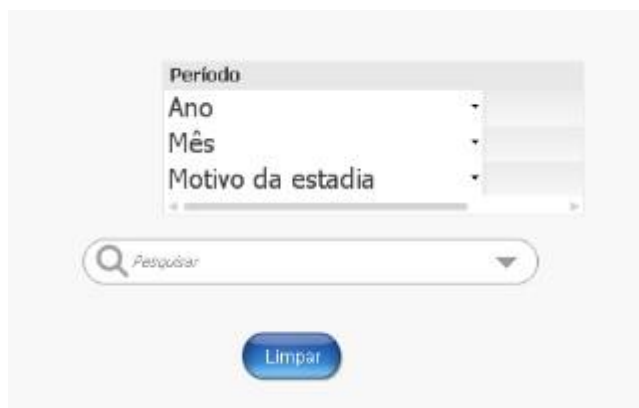 Período
Ano
Mês
Motivo da estadia
Pesquisar
Limpar